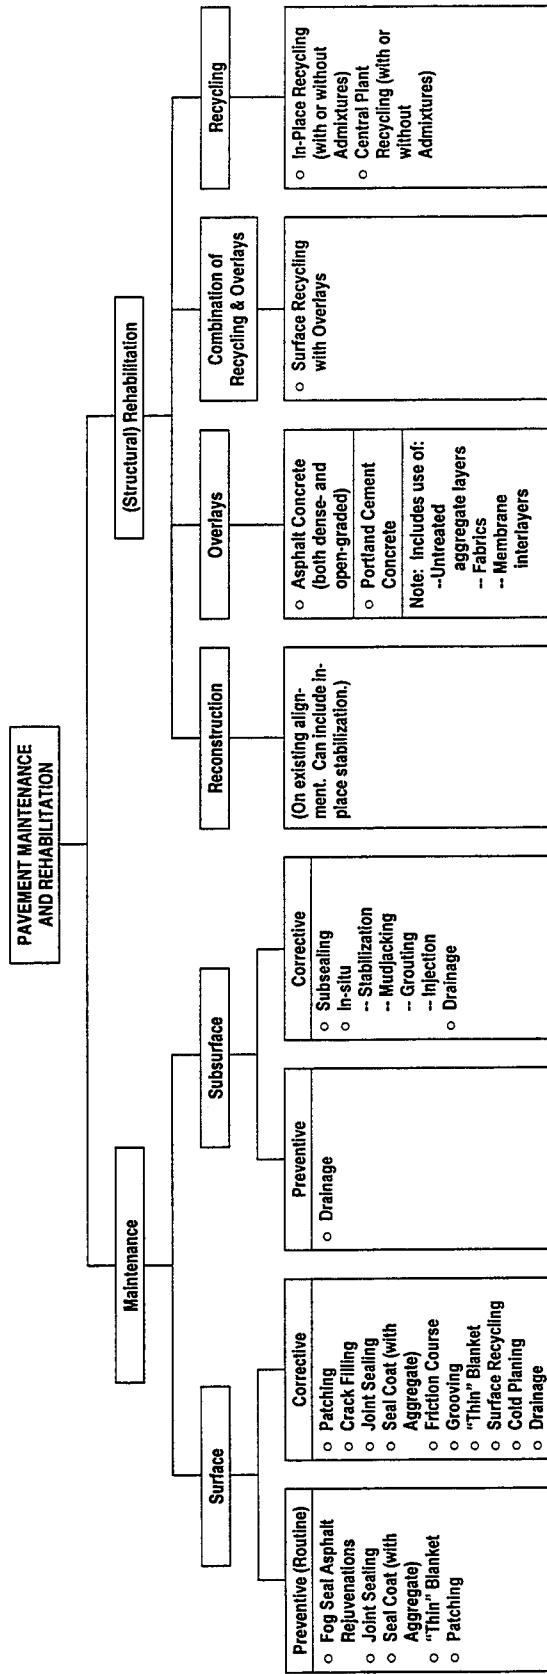 PAVEMENT MAINTENANCE
AND REHABILITATION
Maintenance
(Structural) Rehabilitation
Surface
Subsurface
Reconstruction
Overlays
Combination of
Recycling & Overlays
Recycling
Preventive (Routine)
○ Fog Seal Asphalt
Rejuvenations
○ Joint Sealing
○ Seal Coat (with
Aggregate)
○ "Thin" Blanket
○ Patching
Corrective
○ Patching
○ Crack Filling
○ Joint Sealing
○ Seal Coat (with
Aggregate)
○ Friction Course
○ Grooving
○ "Thin" Blanket
○ Surface Recycling
○ Cold Planing
○ Drainage
Preventive
○ Drainage
Corrective
○ Subsealing
○ In-situ
-- Stabilization
-- Mudjacking
-- Grouting
-- Injection
○ Drainage
(On existing align-
ment. Can include in-
place stabilization.)
○ Asphalt Concrete
(both dense- and
open-graded)
○ Portland Cement
Concrete
Note: Includes use of:
--Untreated
aggregate layers
-- Fabrics
-- Membrane
interlayers
○ Surface Recycling
with Overlays
○ In-Place Recycling
(with or without
Admixtures)
○ Central Plant
Recycling (with or
without
Admixtures)